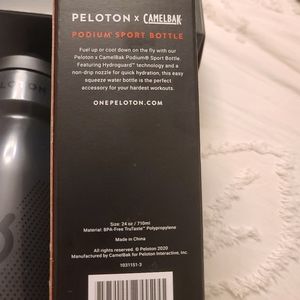 PELOTON x CAMELBAK
PODIUM® SPORT BOTTLE
Fuel up or cool down on the fly with our
Peloton x CamelBak Podium® Sport Bottle.
Featuring Hydroguard™ technology and a
non-drip nozzle for quick hydration, this easy
squeeze water bottle is the perfect
accessory for your hardest workouts.
ONEPELOTON.COM
Size: 24 oz / 710ml
Material: BPA-Free TruTaste™ Polypropylene
Made in China
All rights reserved. © Peloton 2020
Manufactured by CamelBak for Peloton Interactive, Inc.
1031151-3
LOTON